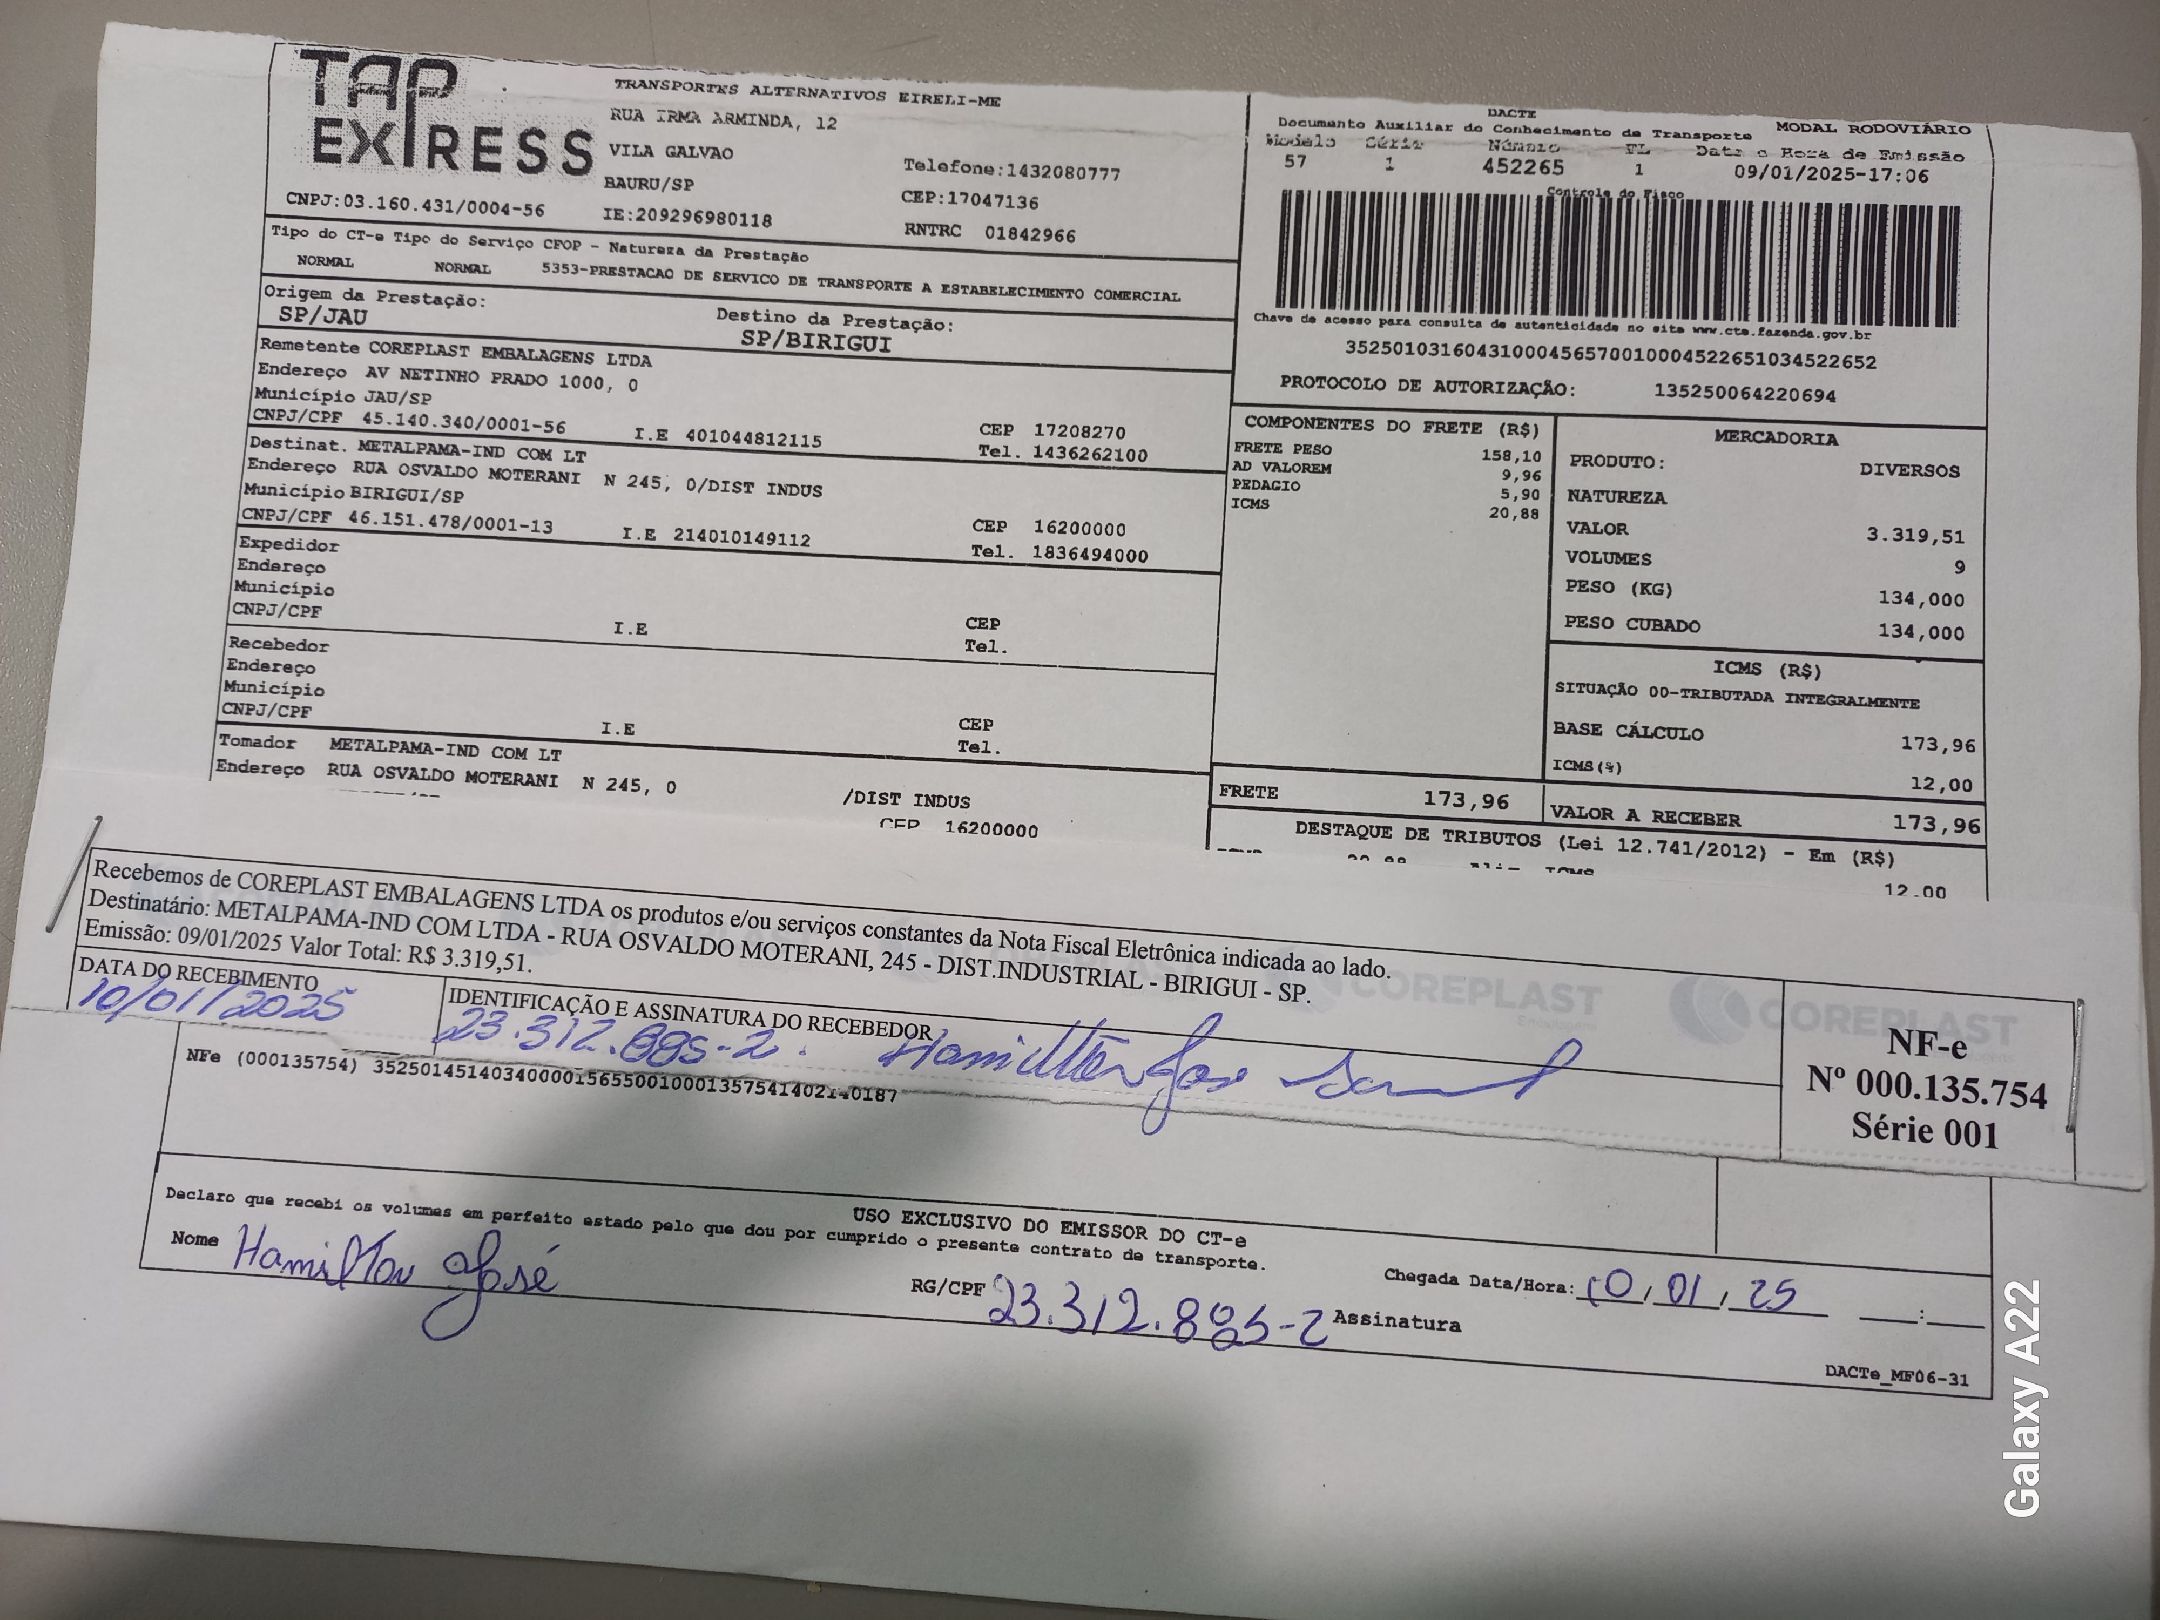 TAP EXPRESS
TRANSPORTES ALTERNATIVOS EIRELI-ME
RUA IRMA ARMINDA, 12
VILA GALVAO Telefone:1432080777
BAURU/SP CEP:17047136
CNPJ:03.160.431/0004-56 IE:209296980118 RNTRC 01842966
Tipo do CT-e Tipo do Serviço CFOP - Natureza da Prestação
NORMAL NORMAL 5353-PRESTACAO DE SERVICO DE TRANSPORTE A ESTABELECIMENTO COMERCIAL
Origem da Prestação: Destino da Prestação:
SP/JAU SP/BIRIGUI
Remetente COREPLAST EMBALAGENS LTDA
Endereço AV NETINHO PRADO 1000, 0
Município JAU/SP CEP 17208270
CNPJ/CPF 45.140.340/0001-56 I.E 401044812115 Tel. 1436262100
Destinat. METALPAMA-IND COM LT
Endereço RUA OSVALDO MOTERANI N 245, 0/DIST INDUS
Município BIRIGUI/SP CEP 16200000
CNPJ/CPF 46.151.478/0001-13 I.E 214010149112 Tel. 1836494000
Expedidor
Endereço
Município CEP
CNPJ/CPF I.E Tel.
Recebedor
Endereço
Município CEP
CNPJ/CPF I.E Tel.
Tomador METALPAMA-IND COM LT
Endereço RUA OSVALDO MOTERANI N 245, 0 /DIST INDUS
CEP 16200000
DACTE
Documento Auxiliar do Conhecimento de Transporte MODAL RODOVIÁRIO
Modelo Série Número FL Data e Hora de Emissão
57 1 452265 1 09/01/2025-17:06
Controle do Fisco
Chave de acesso para consulta de autenticidade no site www.cte.fazenda.gov.br
35250103160431000456570010004522651034522652
PROTOCOLO DE AUTORIZAÇÃO: 135250064220694
COMPONENTES DO FRETE (R$)
FRETE PESO 158,10
AD VALOREM 9,96
PEDAGIO 5,90
ICMS 20,88
MERCADORIA
PRODUTO: DIVERSOS
NATUREZA
VALOR 3.319,51
VOLUMES 9
PESO (KG) 134,000
PESO CUBADO 134,000
ICMS (R$)
SITUAÇÃO 00-TRIBUTADA INTEGRALMENTE
BASE CÁLCULO 173,96
ICMS(%) 12,00
FRETE 173,96 VALOR A RECEBER 173,96
DESTAQUE DE TRIBUTOS (Lei 12.741/2012) - Em (R$)
12.00
Recebemos de COREPLAST EMBALAGENS LTDA os produtos e/ou serviços constantes da Nota Fiscal Eletrônica indicada ao lado.
Destinatário: METALPAMA-IND COM LTDA - RUA OSVALDO MOTERANI, 245 - DIST.INDUSTRIAL - BIRIGUI - SP.
Emissão: 09/01/2025 Valor Total: R$ 3.319,51.
COREPLAST COREPLAST
DATA DO RECEBIMENTO IDENTIFICAÇÃO E ASSINATURA DO RECEBEDOR
10/01/2025 23.312.885-2. Hamilton José
NF-e
Nº 000.135.754
Série 001
NFe (000135754) 35250145140340000156550010001357541402140187
USO EXCLUSIVO DO EMISSOR DO CT-e
Declaro que recebi os volumes em perfeito estado pelo que dou por cumprido o presente contrato de transporte.
Nome Hamilton José RG/CPF 23.312.885-2 Assinatura
Chegada Data/Hora: 10/01/25 :
DACTe_MF06-31
Galaxy A22